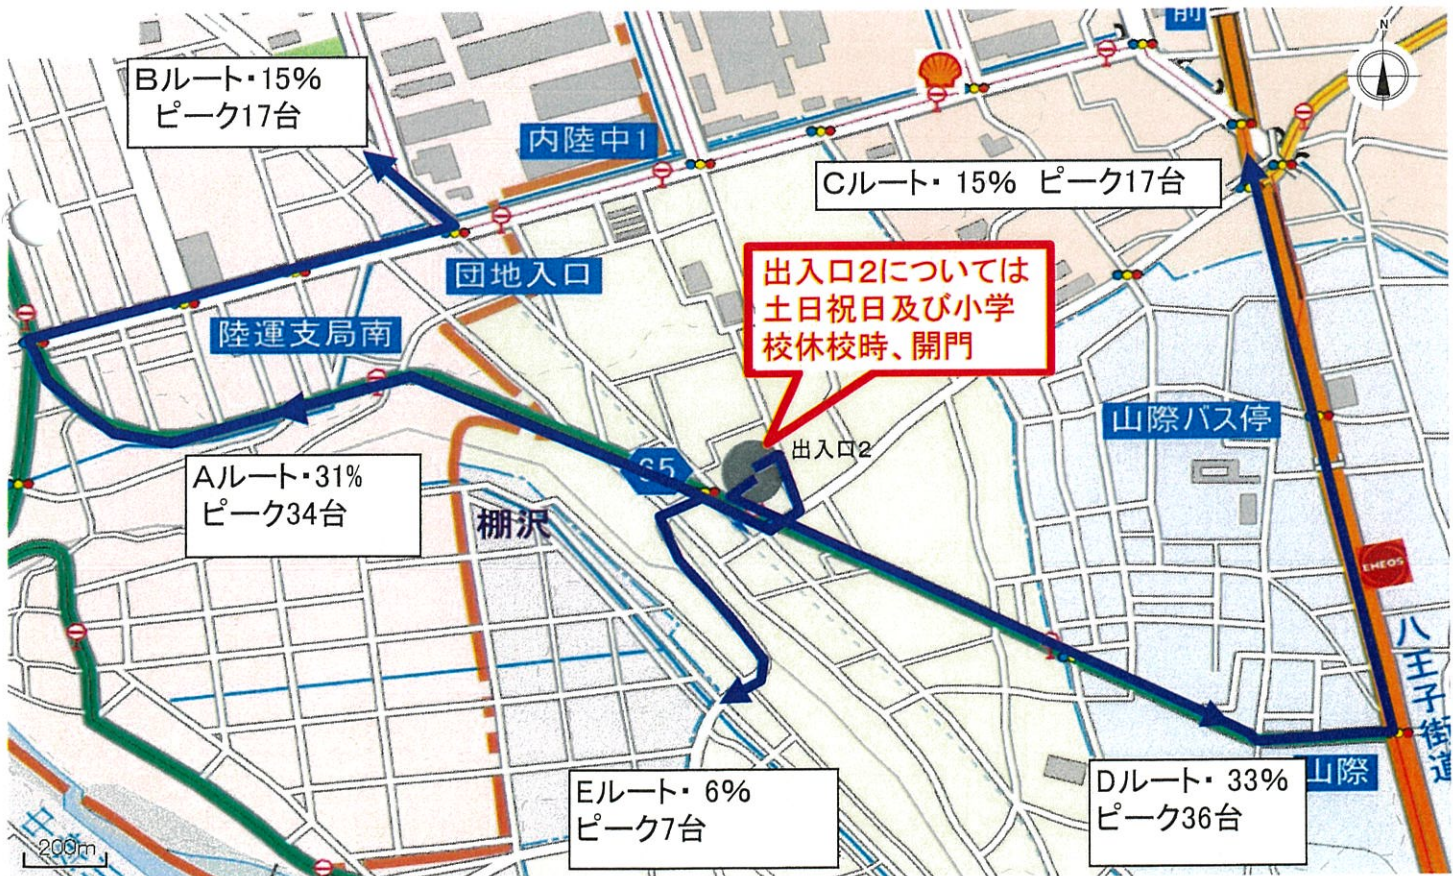 前
N
Bルート・15%
ピーク17台
内陸中1
Cルート・ 15% ピーク17台
出入口2については
土日祝日及び小学
校休校時、開門
団地入口
陸運支局南
山際バス停
出入口2
65
Aルート・31%
ピーク34台
棚沢
ENEOS
八王子街道
山際
Eルート・ 6%
ピーク7台
Dルート・ 33%
ピーク36台
200m